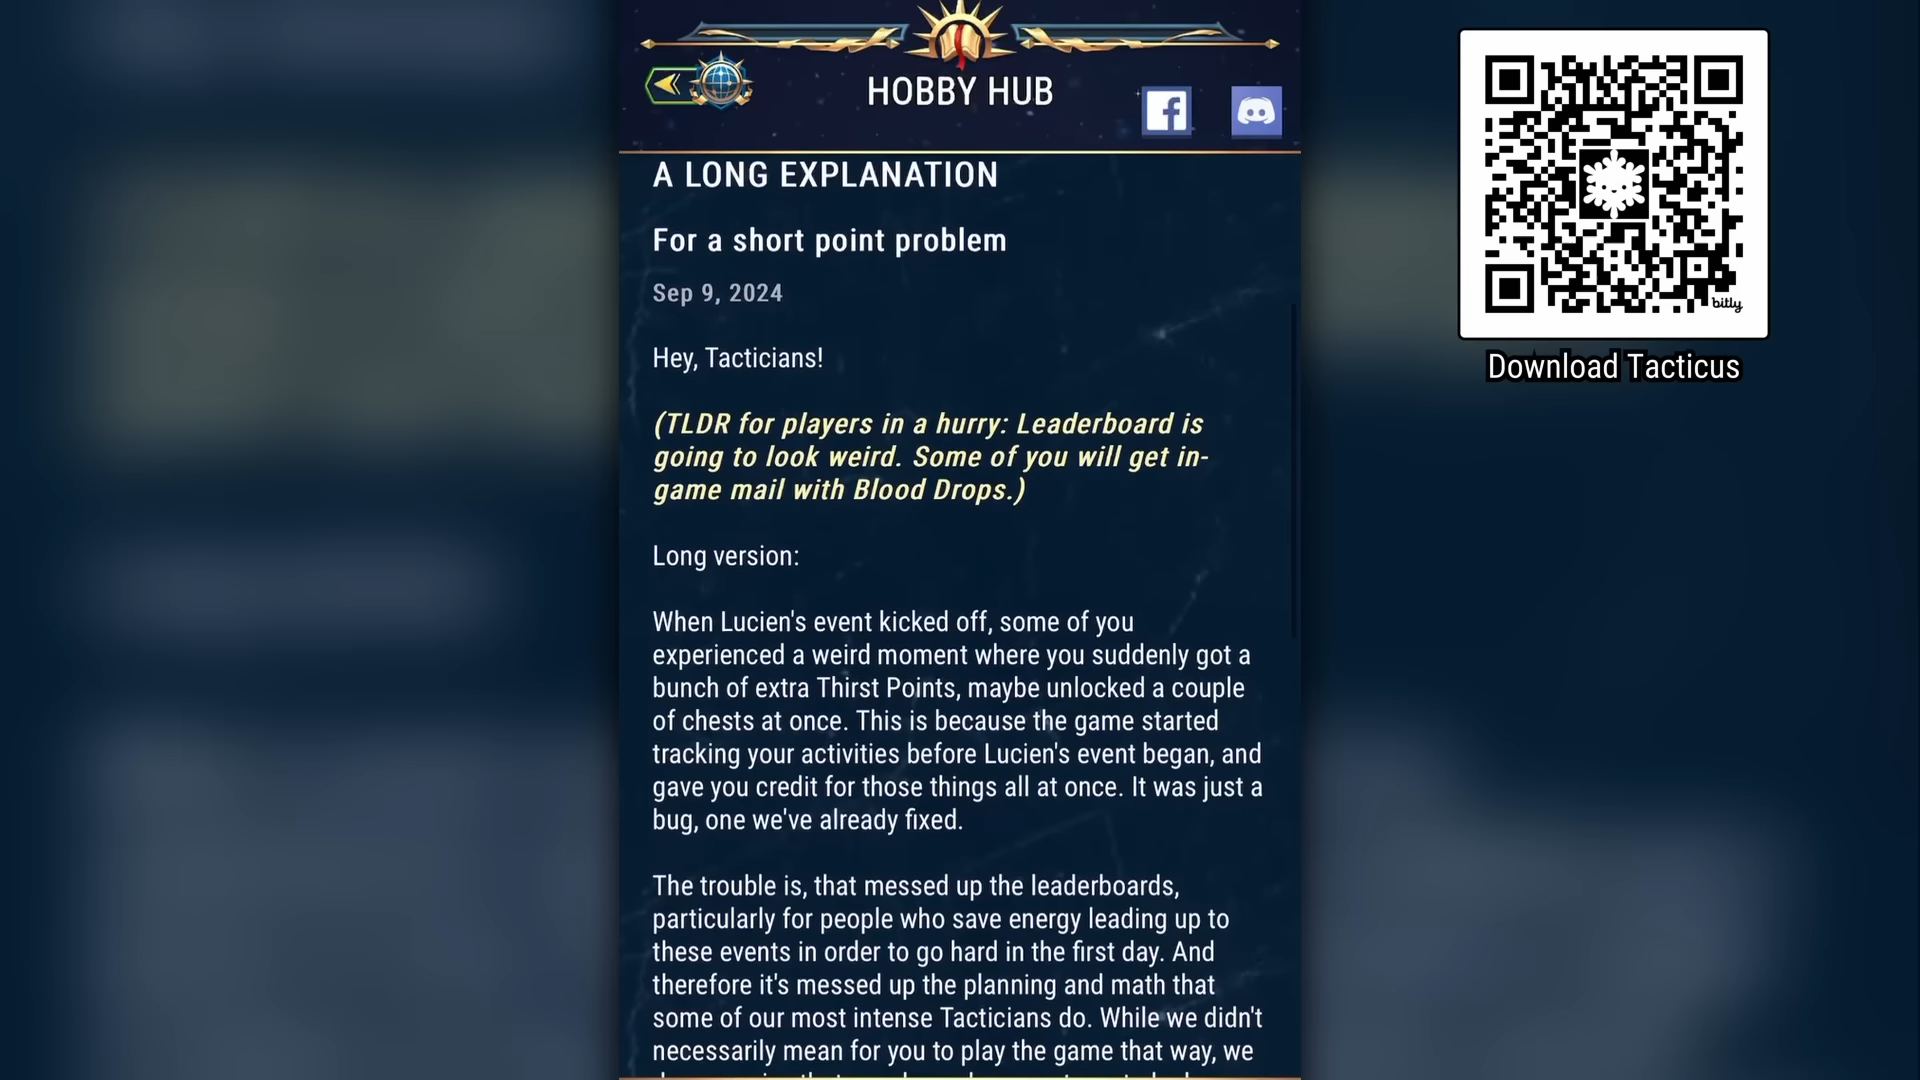 HOBBY HUB
A LONG EXPLANATION
For a short point problem
Sep 9, 2024
Hey, Tacticians!
(TLDR for players in a hurry: Leaderboard is
going to look weird. Some of you will get in-
game mail with Blood Drops.)
Long version:
When Lucien's event kicked off, some of you
experienced a weird moment where you suddenly got a
bunch of extra Thirst Points, maybe unlocked a couple
of chests at once. This is because the game started
tracking your activities before Lucien's event began, and
gave you credit for those things all at once. It was just a
bug, one we've already fixed.
The trouble is, that messed up the leaderboards,
particularly for people who save energy leading up to
these events in order to go hard in the first day. And
therefore it's messed up the planning and math that
some of our most intense Tacticians do. While we didn't
necessarily mean for you to play the game that way, we
bitly
Download Tacticus